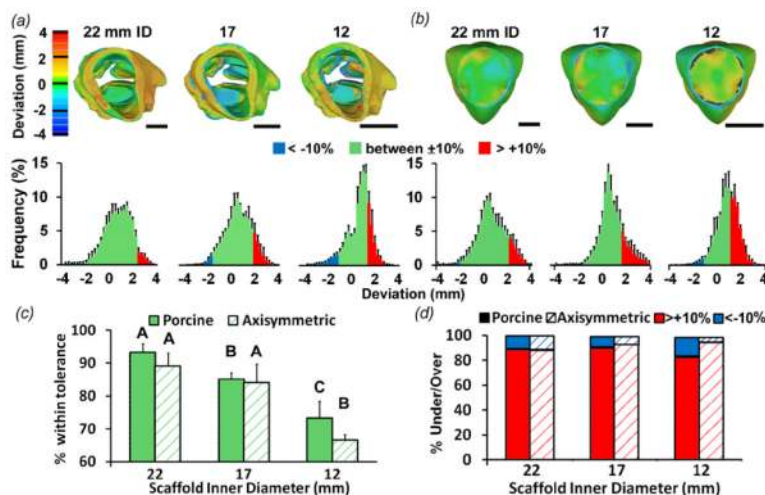 (a)
22 mm ID
17
12
(b)
22 mm ID
17
12
Deviation (mm)
4
2
0
-2
-4
< -10%
between ±10%
> +10%
Frequency (%)
15
10
5
0
-4 -2 0 2 4
-4 -2 0 2 4
-4 -2 0 2 4
15
10
5
0
-4 -2 0 2 4
-4 -2 0 2 4
-4 -2 0 2 4
Deviation (mm)
(c)
Porcine
Axisymmetric
% within tolerance
100
90
80
70
60
A
A
B
A
C
B
22
17
12
Scaffold Inner Diameter (mm)
(d)
Porcine
Axisymmetric
>+10%
<-10%
% Under/Over
100
80
60
40
20
0
22
17
12
Scaffold Inner Diameter (mm)